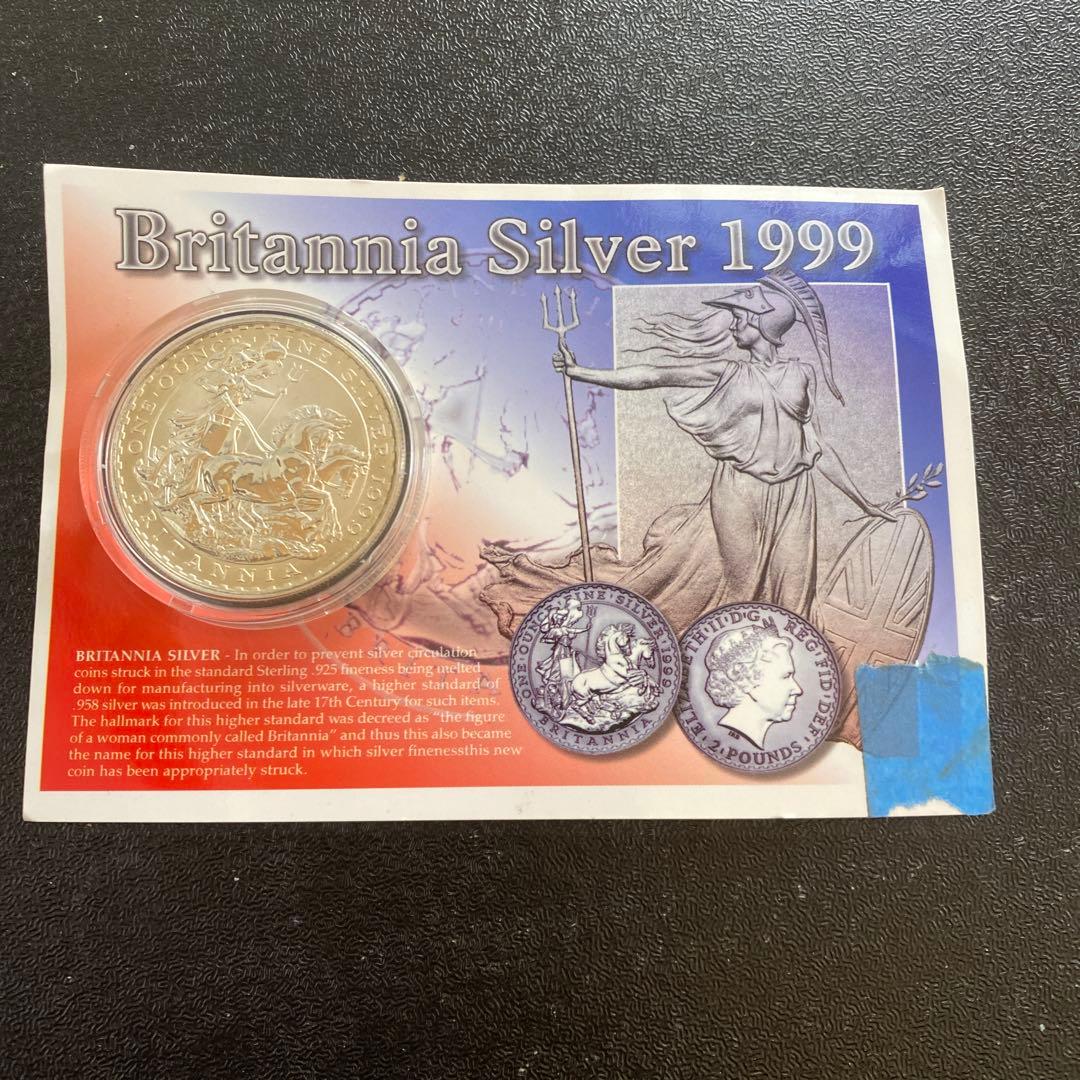 Britannia Silver 1999
ONE · OUNCE · FINE · SILVER · 1999
BRITANNIA
BRITANNIA SILVER - In order to prevent silver circulation
coins struck in the standard Sterling .925 fineness being melted
down for manufacturing into silverware, a higher standard of
.958 silver was introduced in the late 17th Century for such items.
The hallmark for this higher standard was decreed as "the figure
of a woman commonly called Britannia" and thus this also became
the name for this higher standard in which silver finenessthis new
coin has been appropriately struck.
ONE · OUNCE · FINE · SILVER 1999
BRITANNIA
ELIZABETH · II · D · G REG · FID · DEF
2 · POUNDS